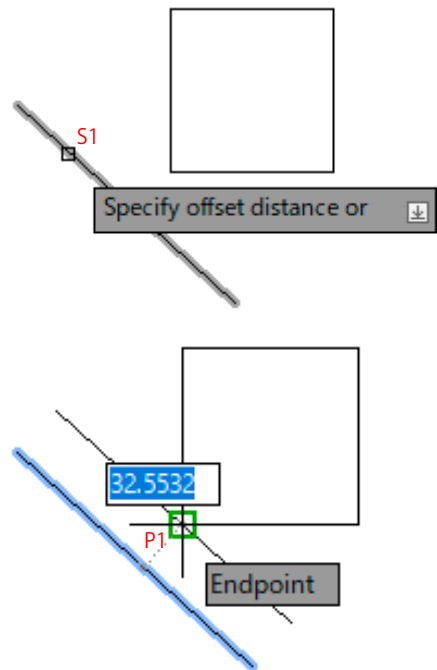 S1
Specify offset distance or
32.5532
P1
Endpoint